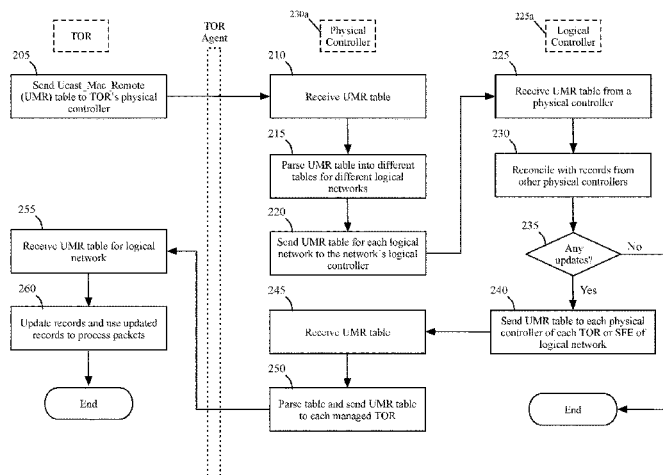 TOR
TOR
Agent
230a
Physical
Controller
225a
Logical
Controller
205
Send Ucast_Mac_Remote
(UMR) table to TOR's physical
controller
210
Receive UMR table
215
Parse UMR table into different
tables for different logical
networks
220
Send UMR table for each logical
network to the network's logical
controller
225
Receive UMR table from a
physical controller
230
Reconcile with records from
other physical controllers
235
Any
updates?
No
Yes
240
Send UMR table to each physical
controller of each TOR or SFE of
logical network
245
Receive UMR table
250
Parse table and send UMR table
to each managed TOR
255
Receive UMR table for logical
network
260
Update records and use updated
records to process packets
End
End